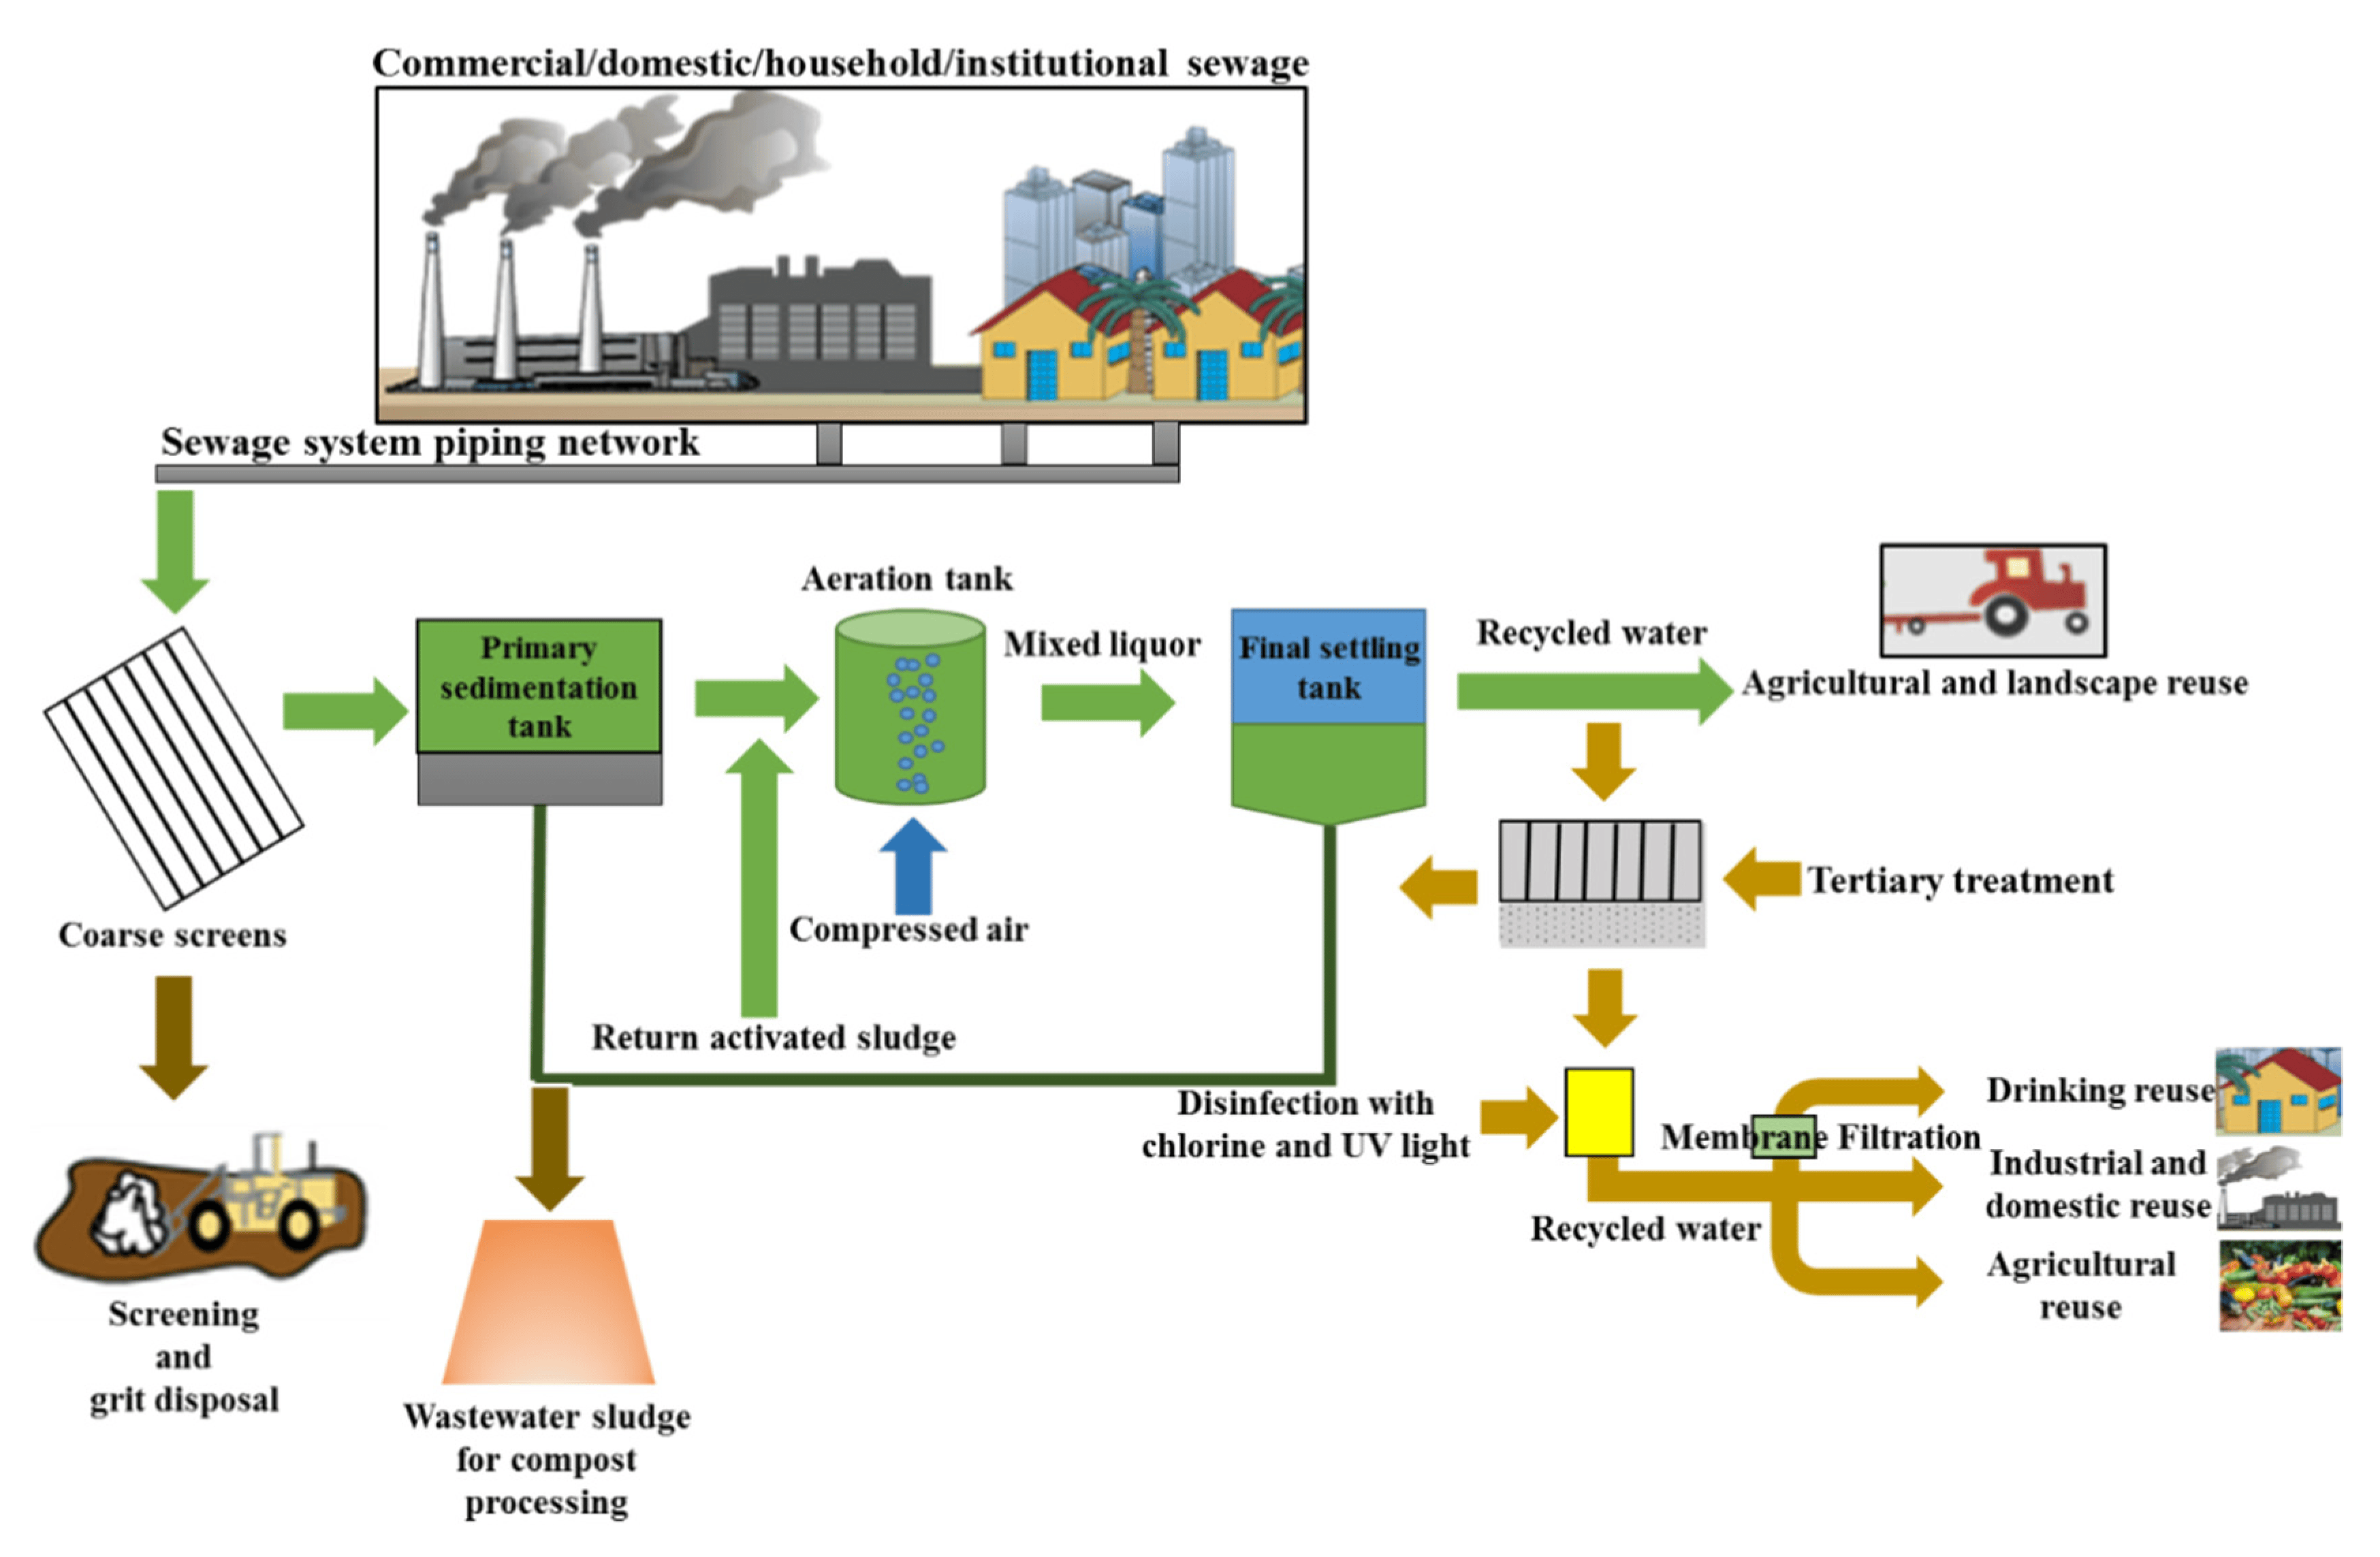 Commercial/domestic/household/institutional sewage
Sewage system piping network
Aeration tank
Primary
sedimentation
tank
Mixed liquor
Final settling
tank
Recycled water
Agricultural and landscape reuse
Coarse screens
Compressed air
Tertiary treatment
Return activated sludge
Disinfection with
chlorine and UV light
Membrane Filtration
Drinking reuse
Industrial and
domestic reuse
Recycled water
Agricultural
reuse
Screening
and
grit disposal
Wastewater sludge
for compost
processing